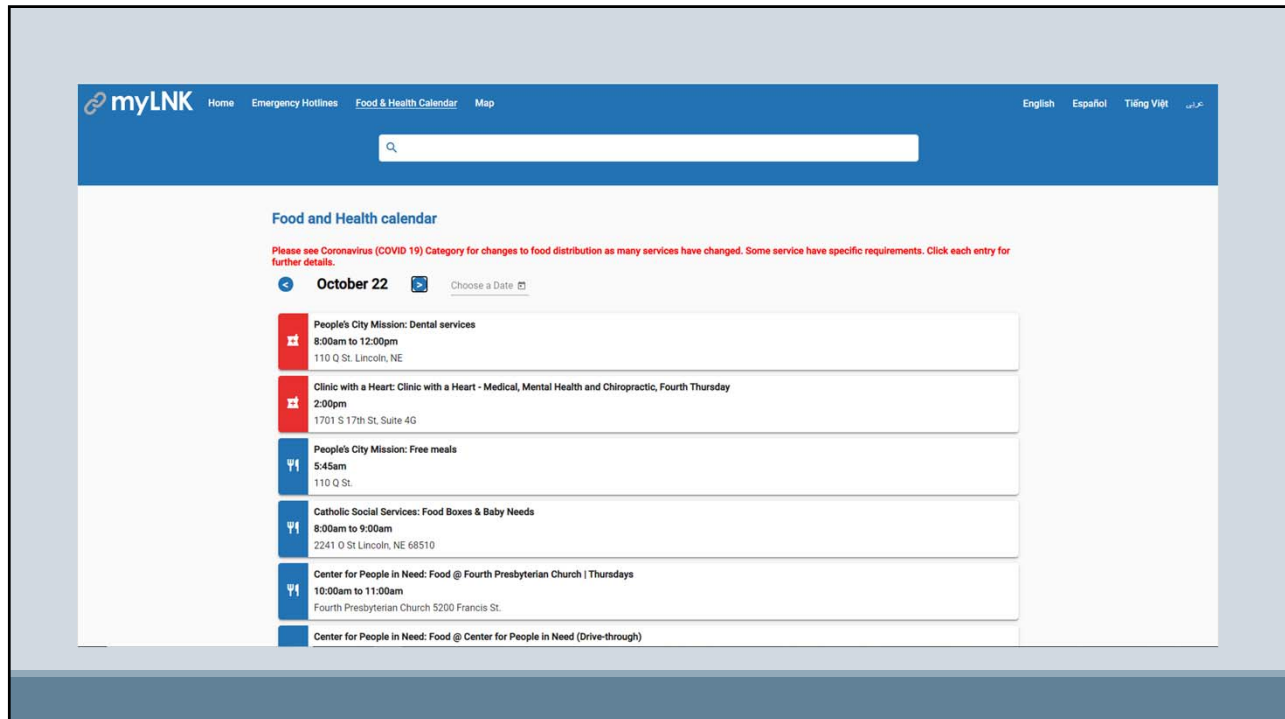 myLNK Home Emergency Hotlines Food & Health Calendar Map English Español Tiếng Việt عربى
Food and Health calendar
Please see Coronavirus (COVID 19) Category for changes to food distribution as many services have changed. Some service have specific requirements. Click each entry for
further details.
< October 22 > Choose a Date
People's City Mission: Dental services
8:00am to 12:00pm
110 Q St. Lincoln, NE
Clinic with a Heart: Clinic with a Heart - Medical, Mental Health and Chiropractic, Fourth Thursday
2:00pm
1701 S 17th St, Suite 4G
People's City Mission: Free meals
5:45am
110 Q St.
Catholic Social Services: Food Boxes & Baby Needs
8:00am to 9:00am
2241 O St Lincoln, NE 68510
Center for People in Need: Food @ Fourth Presbyterian Church | Thursdays
10:00am to 11:00am
Fourth Presbyterian Church 5200 Francis St.
Center for People in Need: Food @ Center for People in Need (Drive-through)